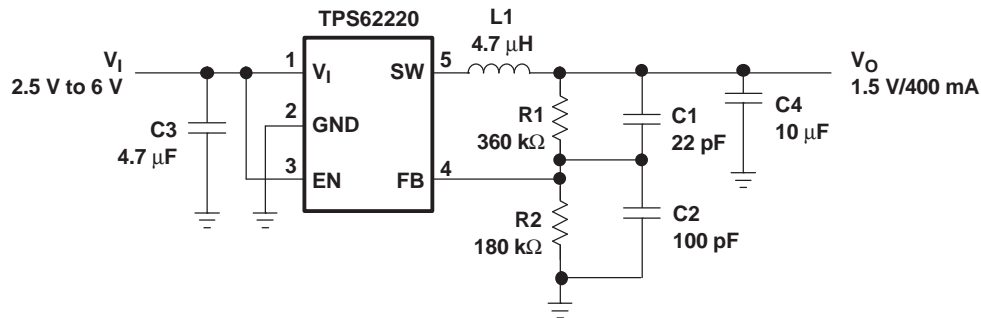 TPS62220
L1
4.7 μH
V_I
2.5 V to 6 V
1
V_I
SW
5
V_O
1.5 V/400 mA
2
GND
C3
4.7 μF
R1
360 kΩ
C1
22 pF
C4
10 μF
3
EN
FB
4
R2
180 kΩ
C2
100 pF